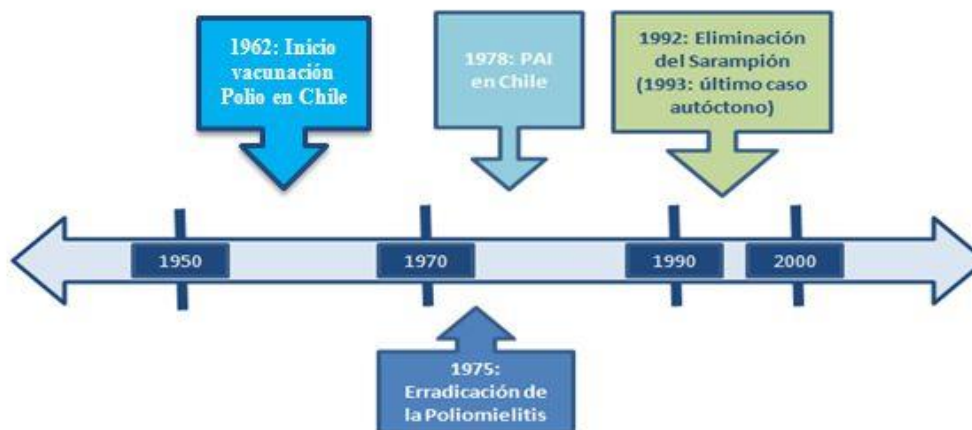 1962: Inicio
vacunación
Polio en Chile
1978: PAI
en Chile
1992: Eliminación
del Sarampión
(1993: último caso
autóctono)
1950
1970
1990
2000
1975:
Erradicación de
la Poliomielitis